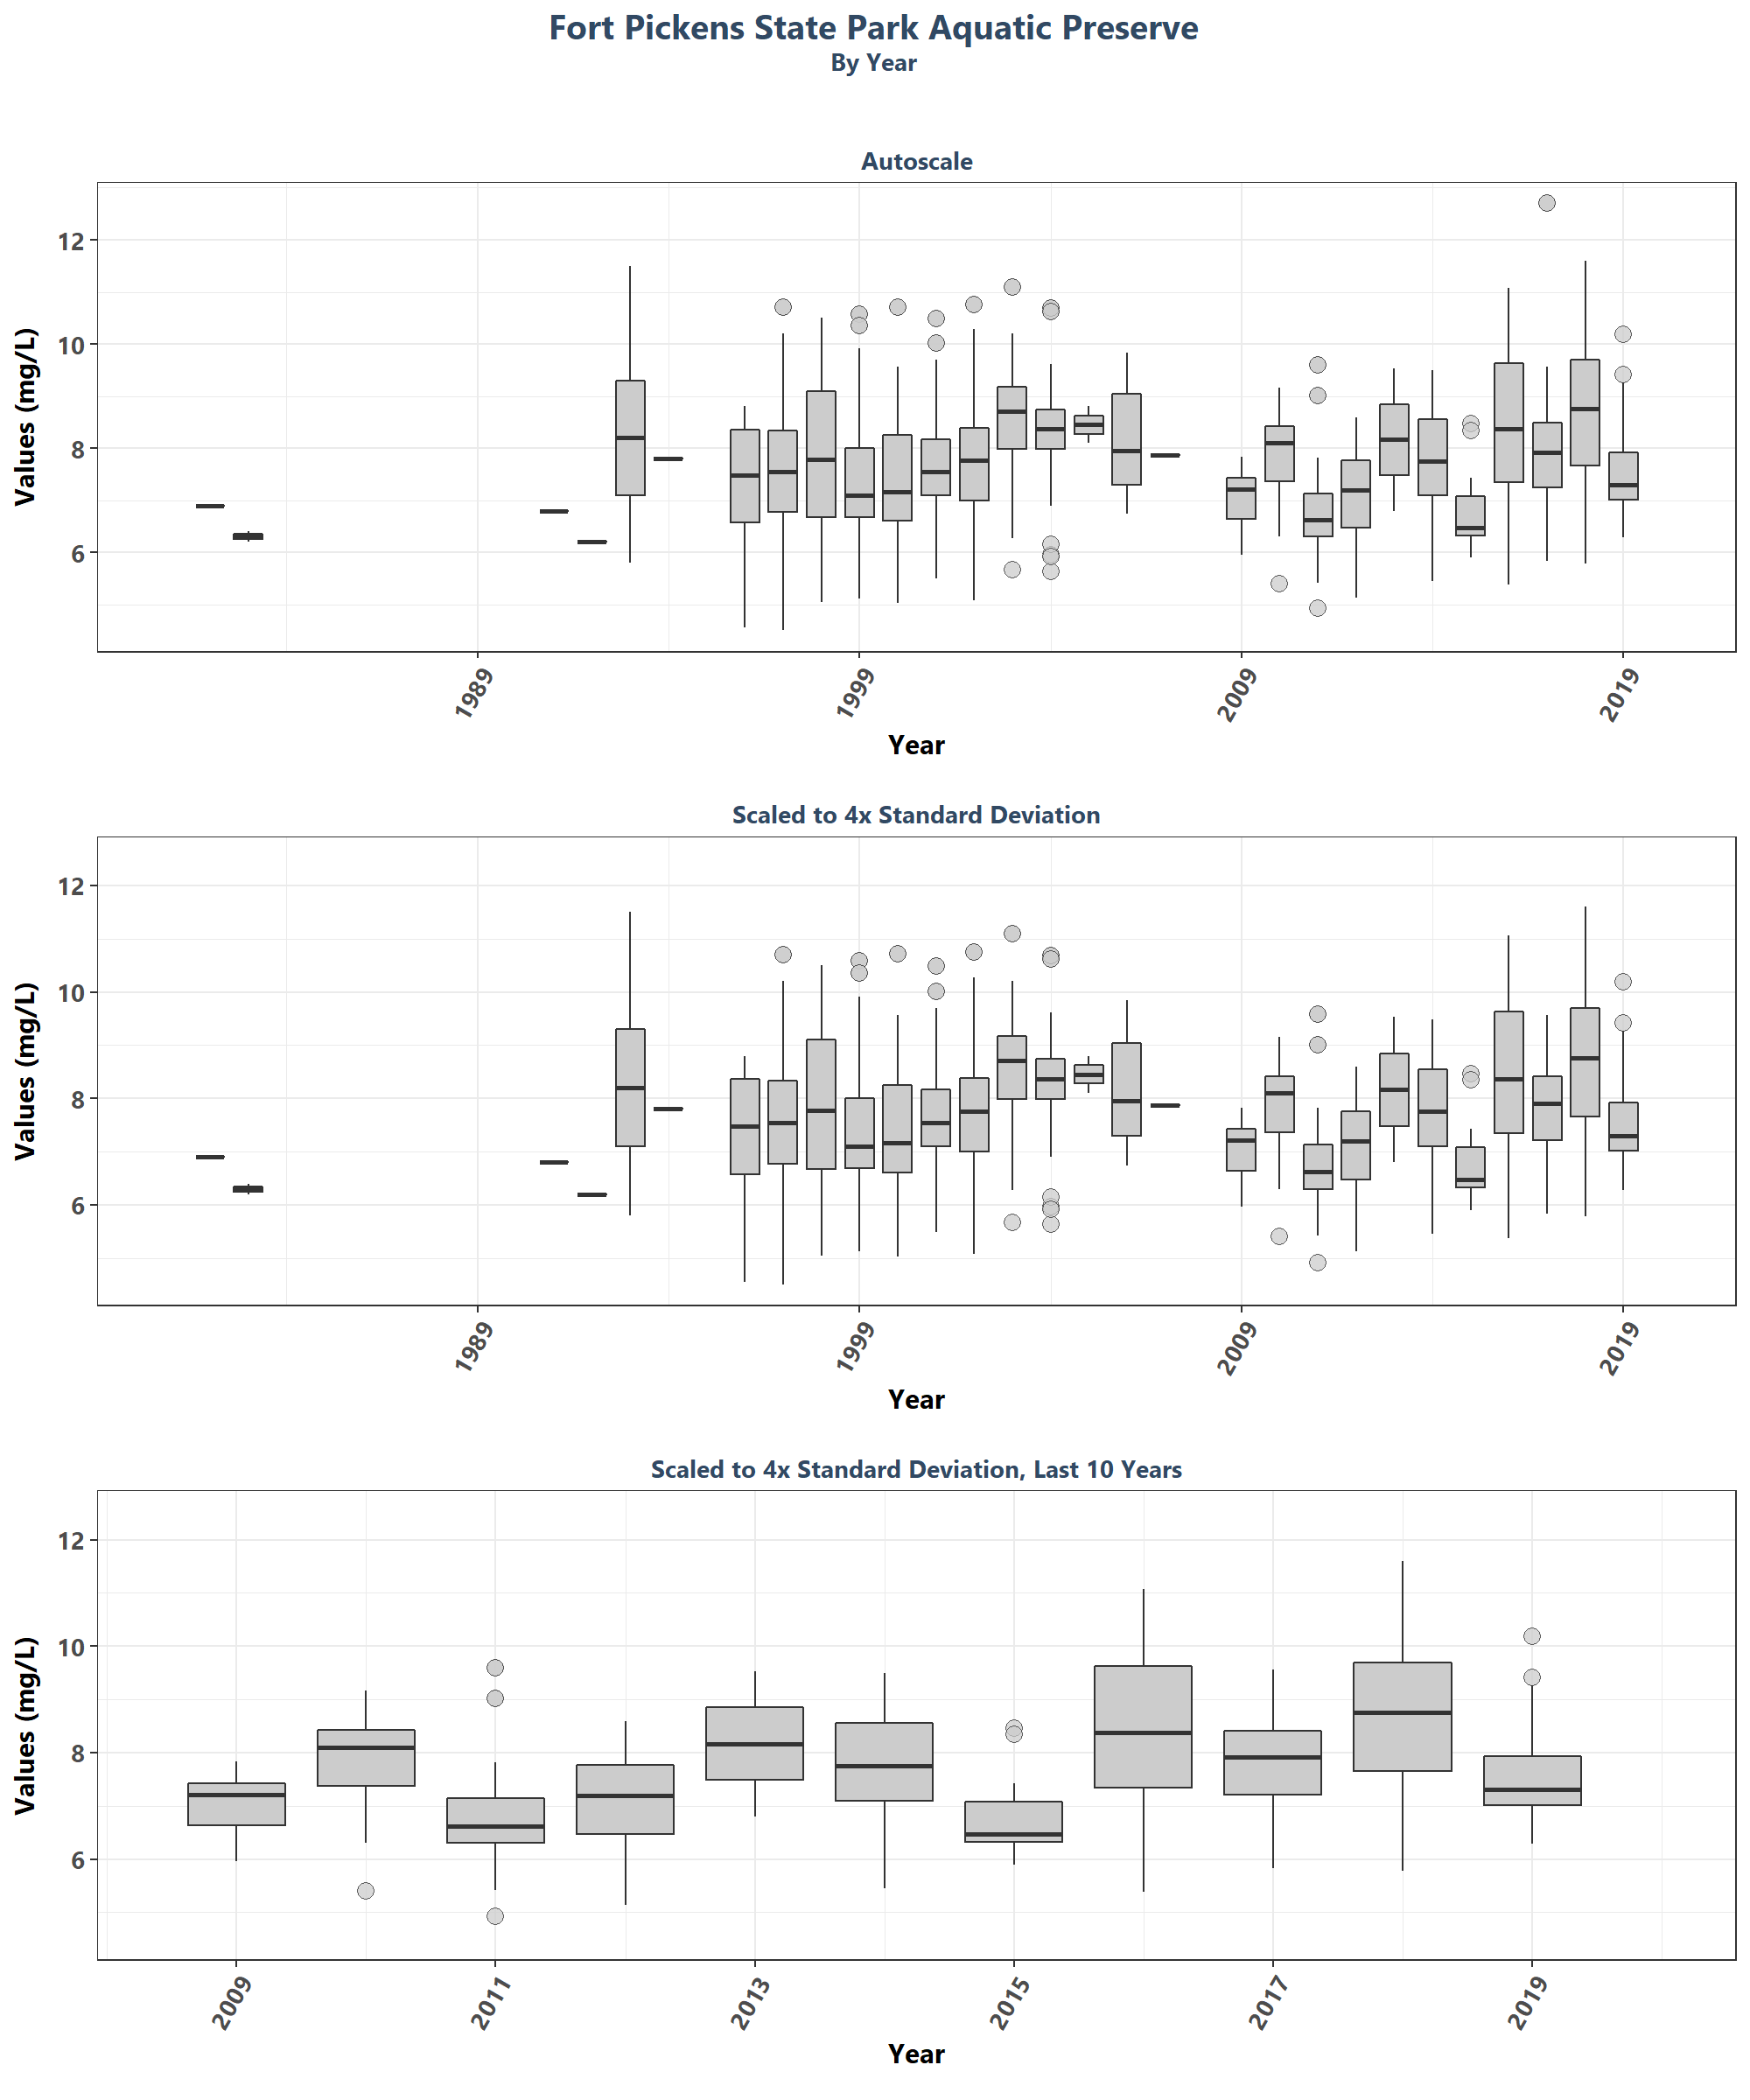 Fort Pickens State Park Aquatic Preserve
By Year
Autoscale
Values (mg/L)
12
10
8
6
1989
1999
2009
2019
Year
Scaled to 4x Standard Deviation
Values (mg/L)
12
10
8
6
1989
1999
2009
2019
Year
Scaled to 4x Standard Deviation, Last 10 Years
Values (mg/L)
12
10
8
6
2009
2011
2013
2015
2017
2019
Year